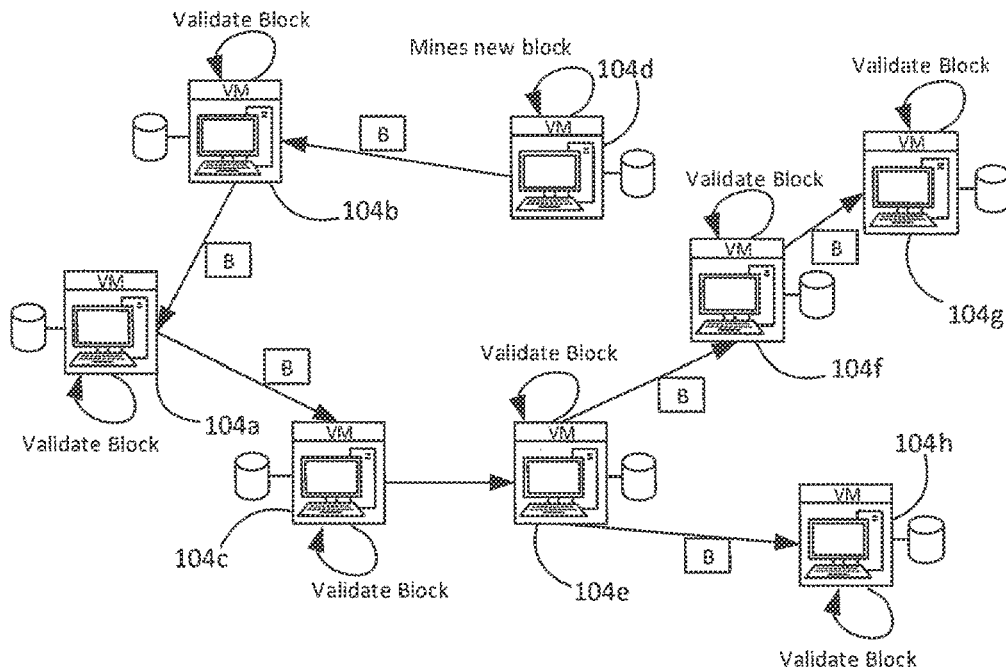 Validate Block
Mines new block
104d
Validate Block
VM
VM
VM
B
104b
Validate Block
B
VM
B
104g
VM
Validate Block
104f
B
B
Validate Block
104a
VM
VM
104h
VM
104c
Validate Block
104e
B
Validate Block